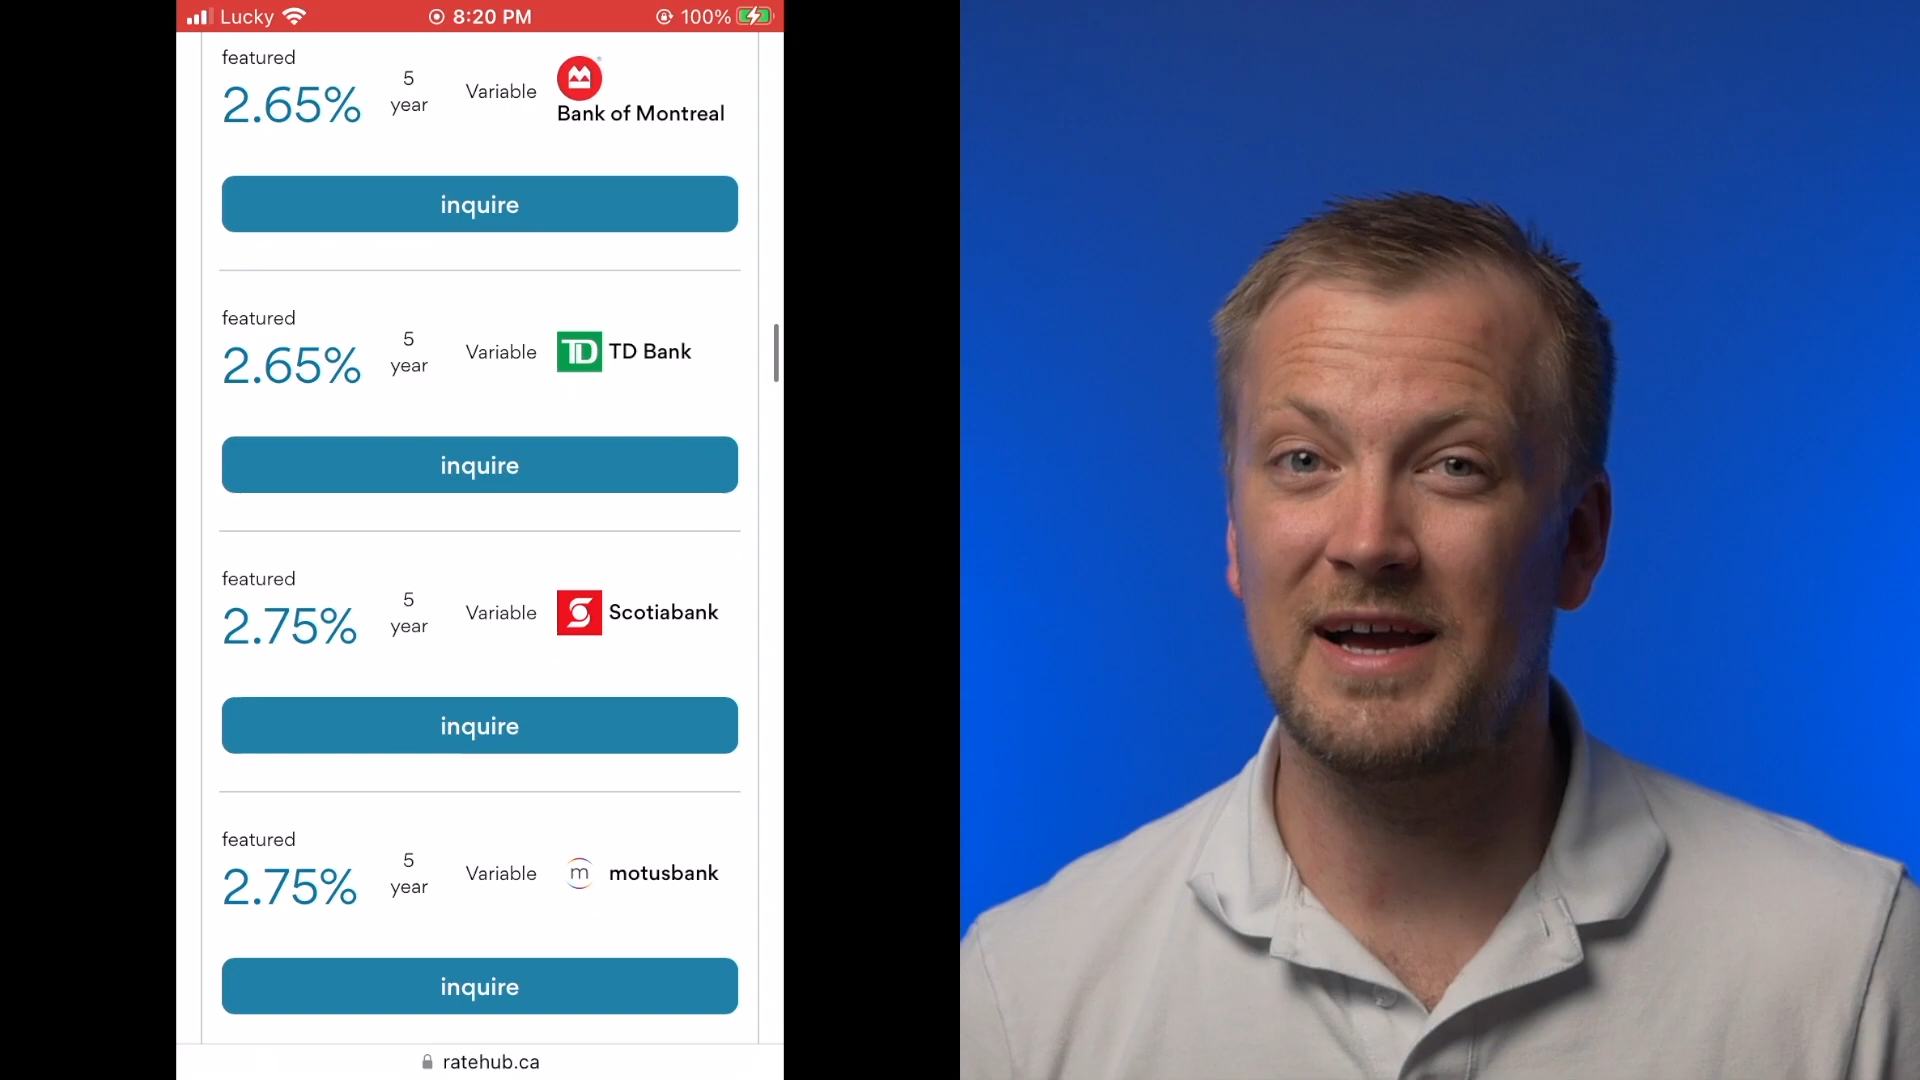 Lucky 8:20 PM 100%
featured
2.65% 5 year Variable Bank of Montreal
inquire
featured
2.65% 5 year Variable TD TD Bank
inquire
featured
2.75% 5 year Variable S Scotiabank
inquire
featured
2.75% 5 year Variable m motusbank
inquire
ratehub.ca